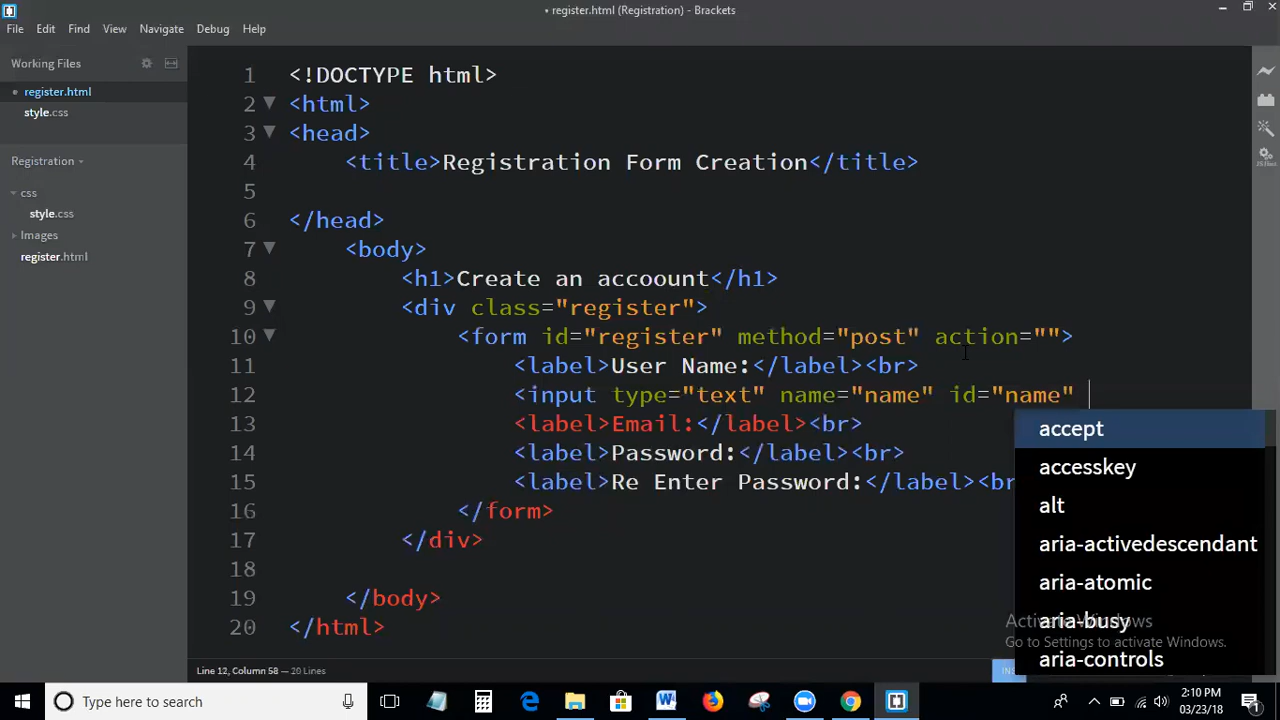 • register.html (Registration) - Brackets
File Edit Find View Navigate Debug Help
Working Files
register.html
style.css
Registration
css
style.css
Images
register.html
1 <!DOCTYPE html>
2 <html>
3 <head>
4 <title>Registration Form Creation</title>
5
6 </head>
7 <body>
8 <h1>Create an accoount</h1>
9 <div class="register">
10 <form id="register" method="post" action="">
11 <label>User Name:</label><br>
12 <input type="text" name="name" id="name"
13 <label>Email:</label><br>
14 <label>Password:</label><br>
15 <label>Re Enter Password:</label><br
16 </form>
17 </div>
18
19 </body>
20 </html>
accept
accesskey
alt
aria-activedescendant
aria-atomic
aria-busy
aria-controls
Activate Windows
Go to Settings to activate Windows.
Line 12, Column 58 — 20 Lines
Type here to search
2:10 PM
03/23/18